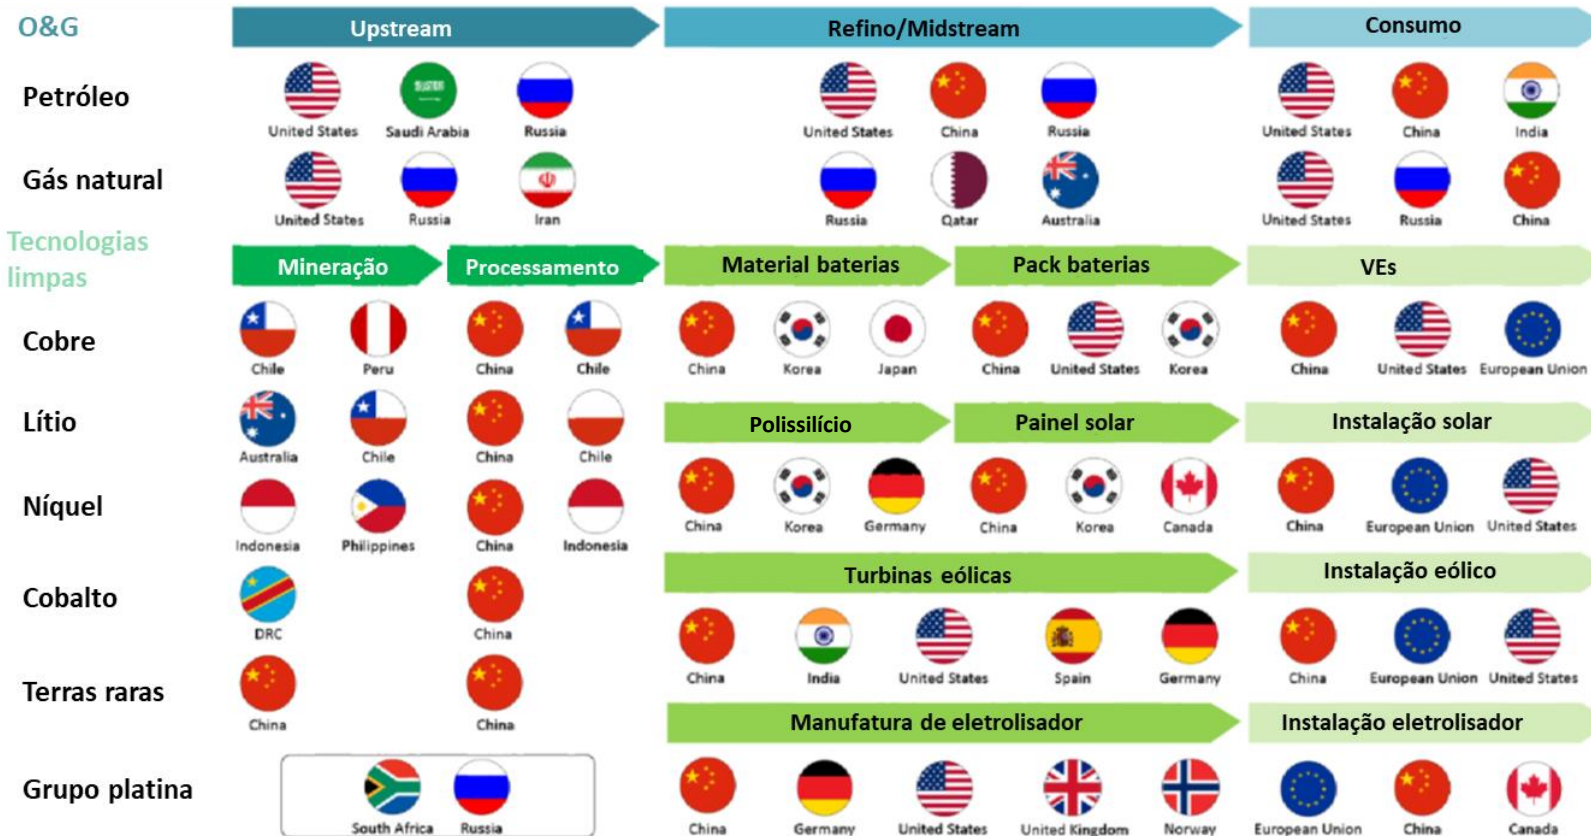 O&G Upstream Refino/Midstream Consumo
Petróleo
United States Saudi Arabia Russia United States China Russia United States China India
Gás natural
United States Russia Iran Russia Qatar Australia United States Russia China
Tecnologias
limpas
Mineração Processamento Material baterias Pack baterias VEs
Cobre
Chile Peru China Chile China Korea Japan China United States Korea China United States European Union
Lítio
Polissilício Painel solar Instalação solar
Australia Chile China Chile
Níquel
China Korea Germany China Korea Canada China European Union United States
Indonesia Philippines China Indonesia
Cobalto
Turbinas eólicas Instalação eólico
DRC China
China India United States Spain Germany China European Union United States
Terras raras
China China
Manufatura de eletrolisador Instalação eletrolisador
Grupo platina
South Africa Russia China Germany United States United Kingdom Norway European Union China Canada